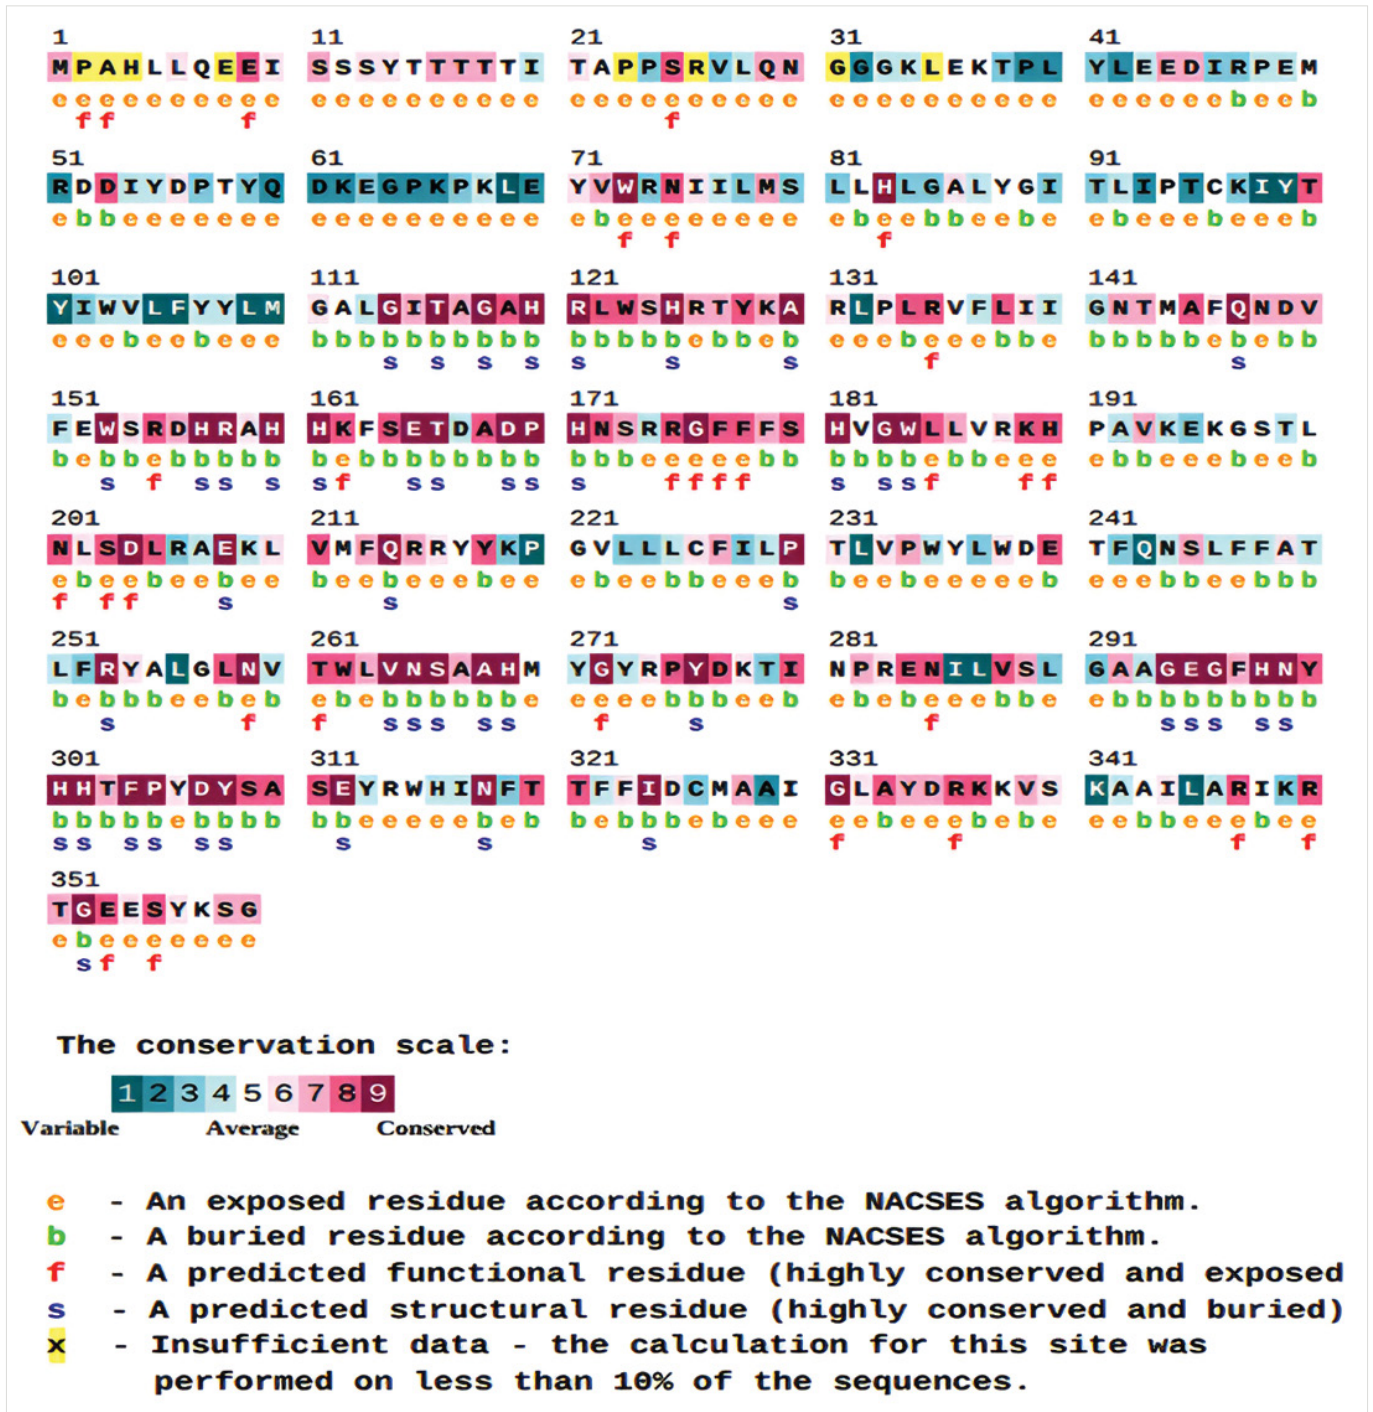 1 11 21 31 41
MPAHLLQEEI SSSYTTTTTI TAPPSRVLQN GGGKLEKTPL YLEEDIRPEM
eeeeeeeeee eeeeeeeeee eeeeeeeeee eeeeeeeeee eeeeeebeeb
ff f f
51 61 71 81 91
RDDIYDPTYQ DKEGPKPKLE YVWRNIILMS LLHLGALYGI TLIPTCKIYT
ebbeeeeeee eeeeeeeeee ebeeeeeeee ebeebbeebe ebeeebeeeb
f f f
101 111 121 131 141
YIWVLFYYLM GALGITAGAH RLWSHRTYKA RLPLRVFLII GNTMAFQNDV
eeebeebeee bbbbbbbbbb bbbbbebbeb eeebeeebbe bbbbbebebb
s s s s s s s f s
151 161 171 181 191
FEWSRDHRAH HKFSETDADP HNSRRGFFFS HVGWLLVRKH PAVKEKGSTL
bebbebbbbb bebbbbbbbb bbbeeeeebb bbbbebbeee ebbeeebeeb
s f ss s sf ss ss s ffff s ssf ff
201 211 221 231 241
NLSDLRAEKL VMFQRRYYKP GVLLLCFILP TLVPWYLWDE TFQNSLFFAT
ebeebeebee beebeeebee ebeebbeeeb beebeeeeeb eeebbeebbb
f ff s s s
251 261 271 281 291
LFRYALGLNV TWLVNSAAHM YGYRPYDKTI NPRENILVSL GAAGEGFHNY
bebbbeebeb ebebbbbbbe eeeebbbeeb ebebeeebbe ebbbbbbbbb
s f f sss ss f s f sss ss
301 311 321 331 341
HHTFPYDYSA SEYRWHINFT TFFIDCMAAI GLAYDRKKVS KAAILARIKR
bbbbbebbbb bbeeeeebeb bebbbebeee eebeeebebe eebbeeebee
ss ss ss s s s f f f f
351
TGEESYKSG
ebeeeeeee
sf f
The conservation scale:
1 2 3 4 5 6 7 8 9
Variable Average Conserved
e - An exposed residue according to the NACSES algorithm.
b - A buried residue according to the NACSES algorithm.
f - A predicted functional residue (highly conserved and exposed
s - A predicted structural residue (highly conserved and buried)
x - Insufficient data - the calculation for this site was
performed on less than 10% of the sequences.